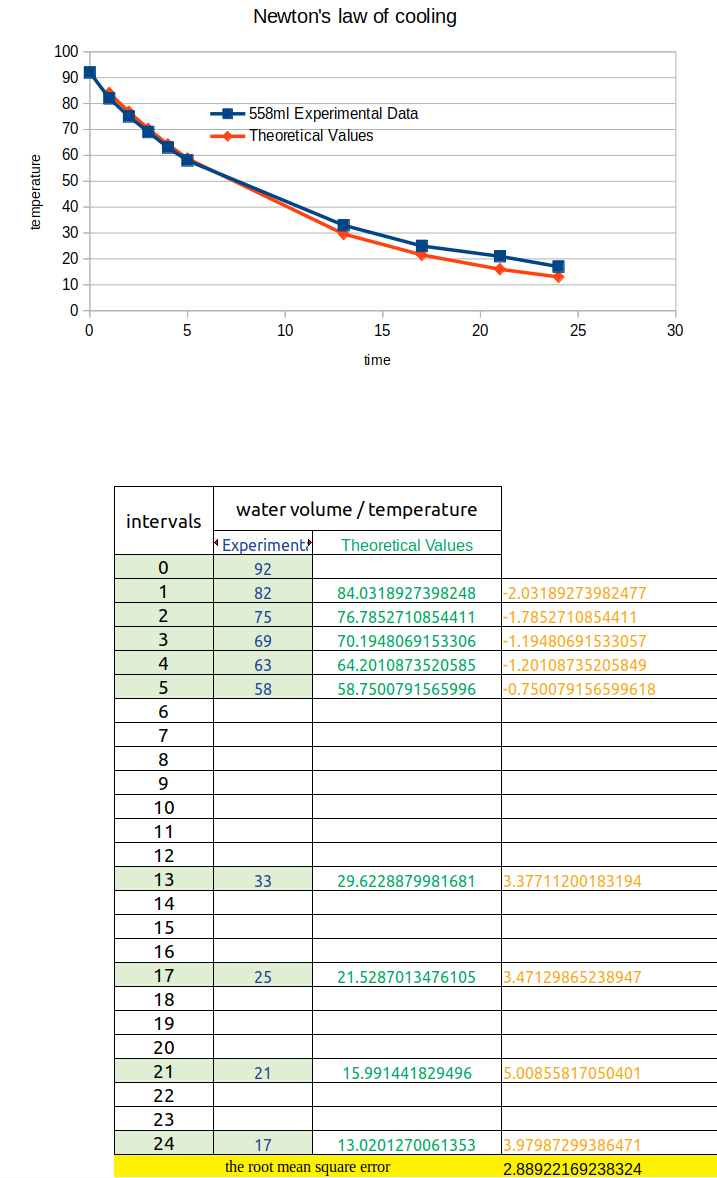 Newton's law of cooling
100
90
80
70
60
50
40
30
20
10
0
temperature
558ml Experimental Data
Theoretical Values
0 5 10 15 20 25 30
time
intervals water volume / temperature
Experimenta Theoretical Values
0 92
1 82 84.0318927398248 -2.03189273982477
2 75 76.7852710854411 -1.7852710854411
3 69 70.1948069153306 -1.19480691533057
4 63 64.2010873520585 -1.20108735205849
5 58 58.7500791565996 -0.750079156599618
6
7
8
9
10
11
12
13 33 29.6228879981681 3.37711200183194
14
15
16
17 25 21.5287013476105 3.47129865238947
18
19
20
21 21 15.991441829496 5.00855817050401
22
23
24 17 13.0201270061353 3.97987299386471
the root mean square error 2.88922169238324